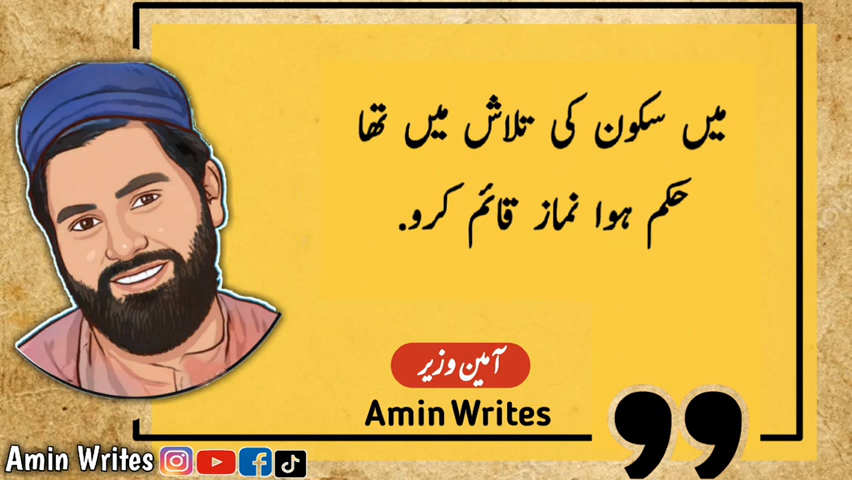 میں سکون کی تلاش میں تھا
حکم ہوا نماز قائم کرو.
آمین وزیر
Amin Writes
Amin Writes